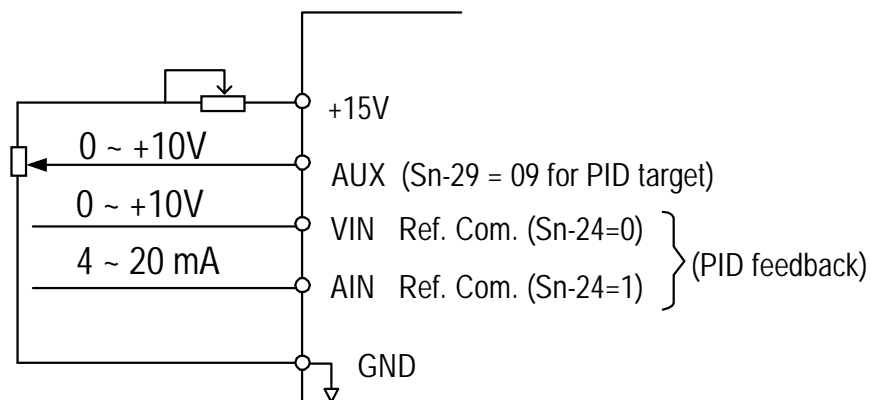 +15V
0 ~ +10V
AUX (Sn-29 = 09 for PID target)
0 ~ +10V
VIN Ref. Com. (Sn-24=0)
4 ~ 20 mA
(PID feedback)
AIN Ref. Com. (Sn-24=1)
GND